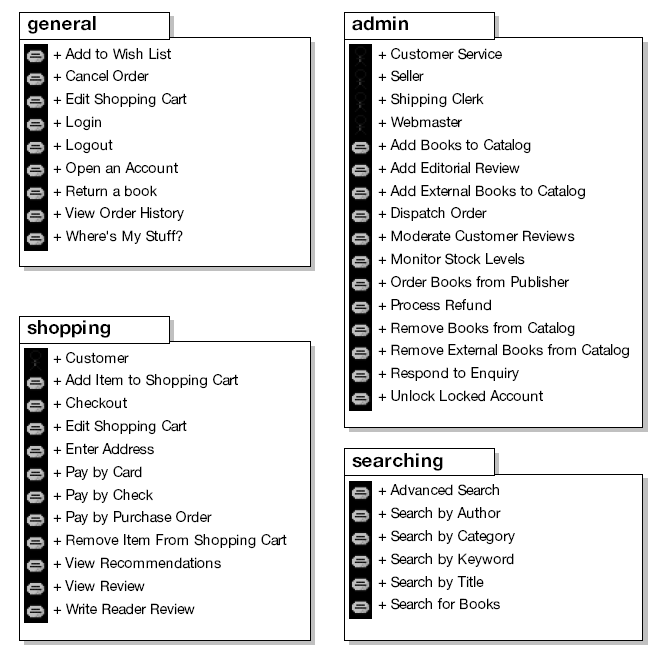 general
+ Add to Wish List
+ Cancel Order
+ Edit Shopping Cart
+ Login
+ Logout
+ Open an Account
+ Return a book
+ View Order History
+ Where's My Stuff?
shopping
+ Customer
+ Add Item to Shopping Cart
+ Checkout
+ Edit Shopping Cart
+ Enter Address
+ Pay by Card
+ Pay by Check
+ Pay by Purchase Order
+ Remove Item From Shopping Cart
+ View Recommendations
+ View Review
+ Write Reader Review
admin
+ Customer Service
+ Seller
+ Shipping Clerk
+ Webmaster
+ Add Books to Catalog
+ Add Editorial Review
+ Add External Books to Catalog
+ Dispatch Order
+ Moderate Customer Reviews
+ Monitor Stock Levels
+ Order Books from Publisher
+ Process Refund
+ Remove Books from Catalog
+ Remove External Books from Catalog
+ Respond to Enquiry
+ Unlock Locked Account
searching
+ Advanced Search
+ Search by Author
+ Search by Category
+ Search by Keyword
+ Search by Title
+ Search for Books